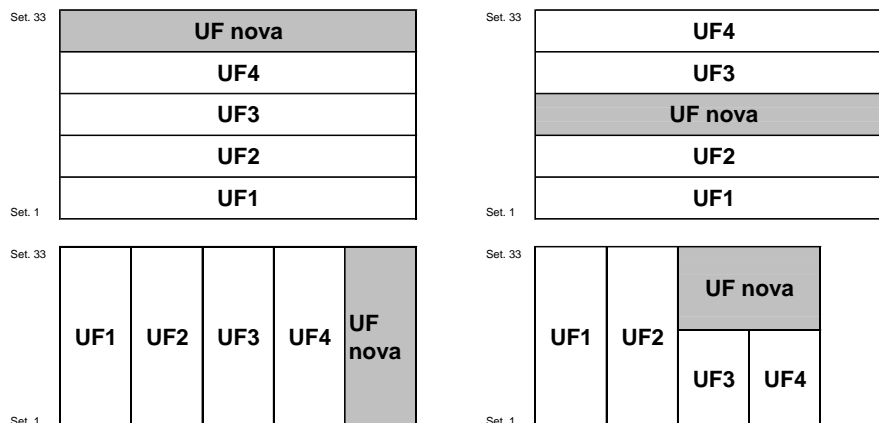 Set. 33
UF nova
UF4
UF3
UF2
UF1
Set. 1
Set. 33
UF4
UF3
UF nova
UF2
UF1
Set. 1
Set. 33
UF1 UF2 UF3 UF4 UF
nova
Set. 1
Set. 33
UF nova
UF1 UF2
UF3 UF4
Set. 1